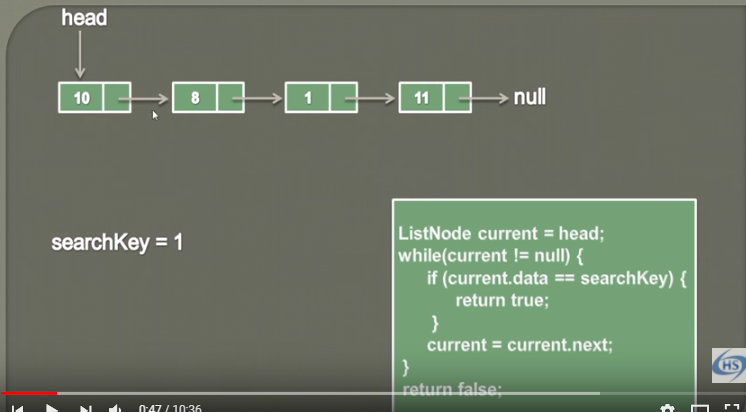 head
10 8 1 11 null
searchKey = 1
ListNode current = head;
while(current != null) {
if (current.data == searchKey) {
return true;
}
current = current.next;
}
return false;
HS
0:47 / 10:36